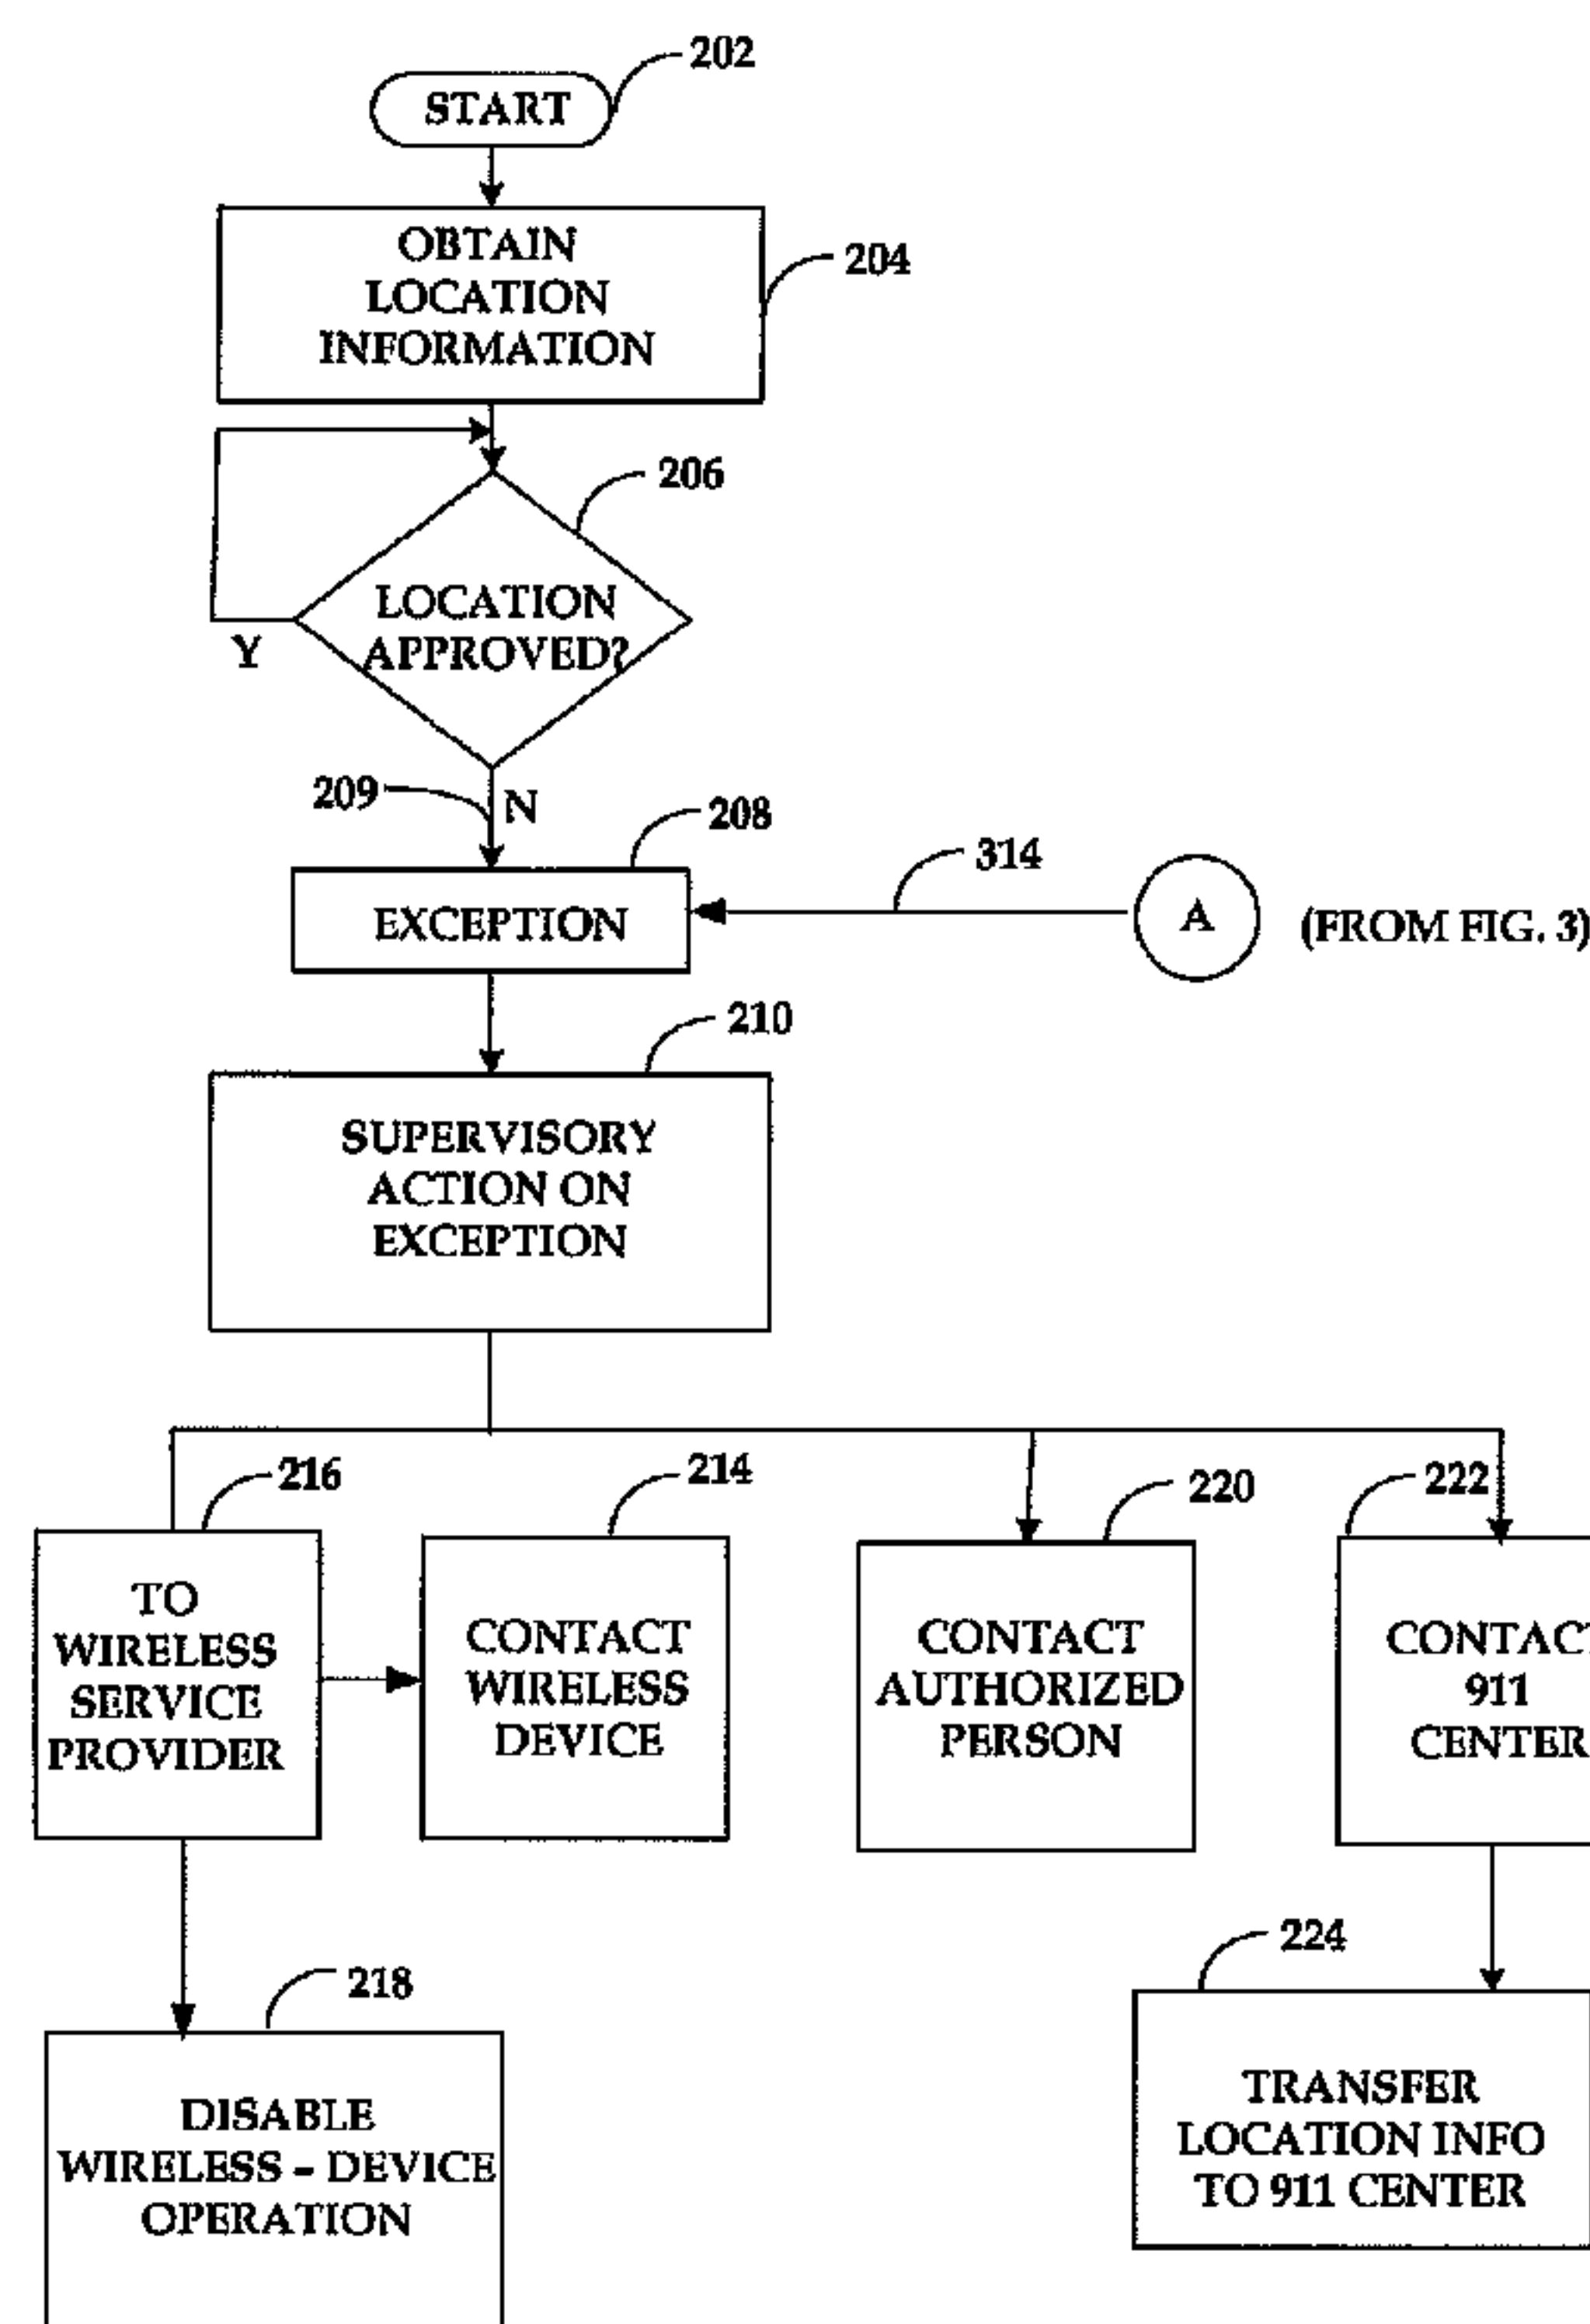 202
START
OBTAIN
LOCATION
INFORMATION
204
206
LOCATION
APPROVED?
Y
209
N
208
EXCEPTION
314
A
(FROM FIG. 3)
210
SUPERVISORY
ACTION ON
EXCEPTION
216
214
220
222
TO
WIRELESS
SERVICE
PROVIDER
CONTACT
WIRELESS
DEVICE
CONTACT
AUTHORIZED
PERSON
CONTACT
911
CENTER
224
218
TRANSFER
LOCATION INFO
TO 911 CENTER
DISABLE
WIRELESS - DEVICE
OPERATION